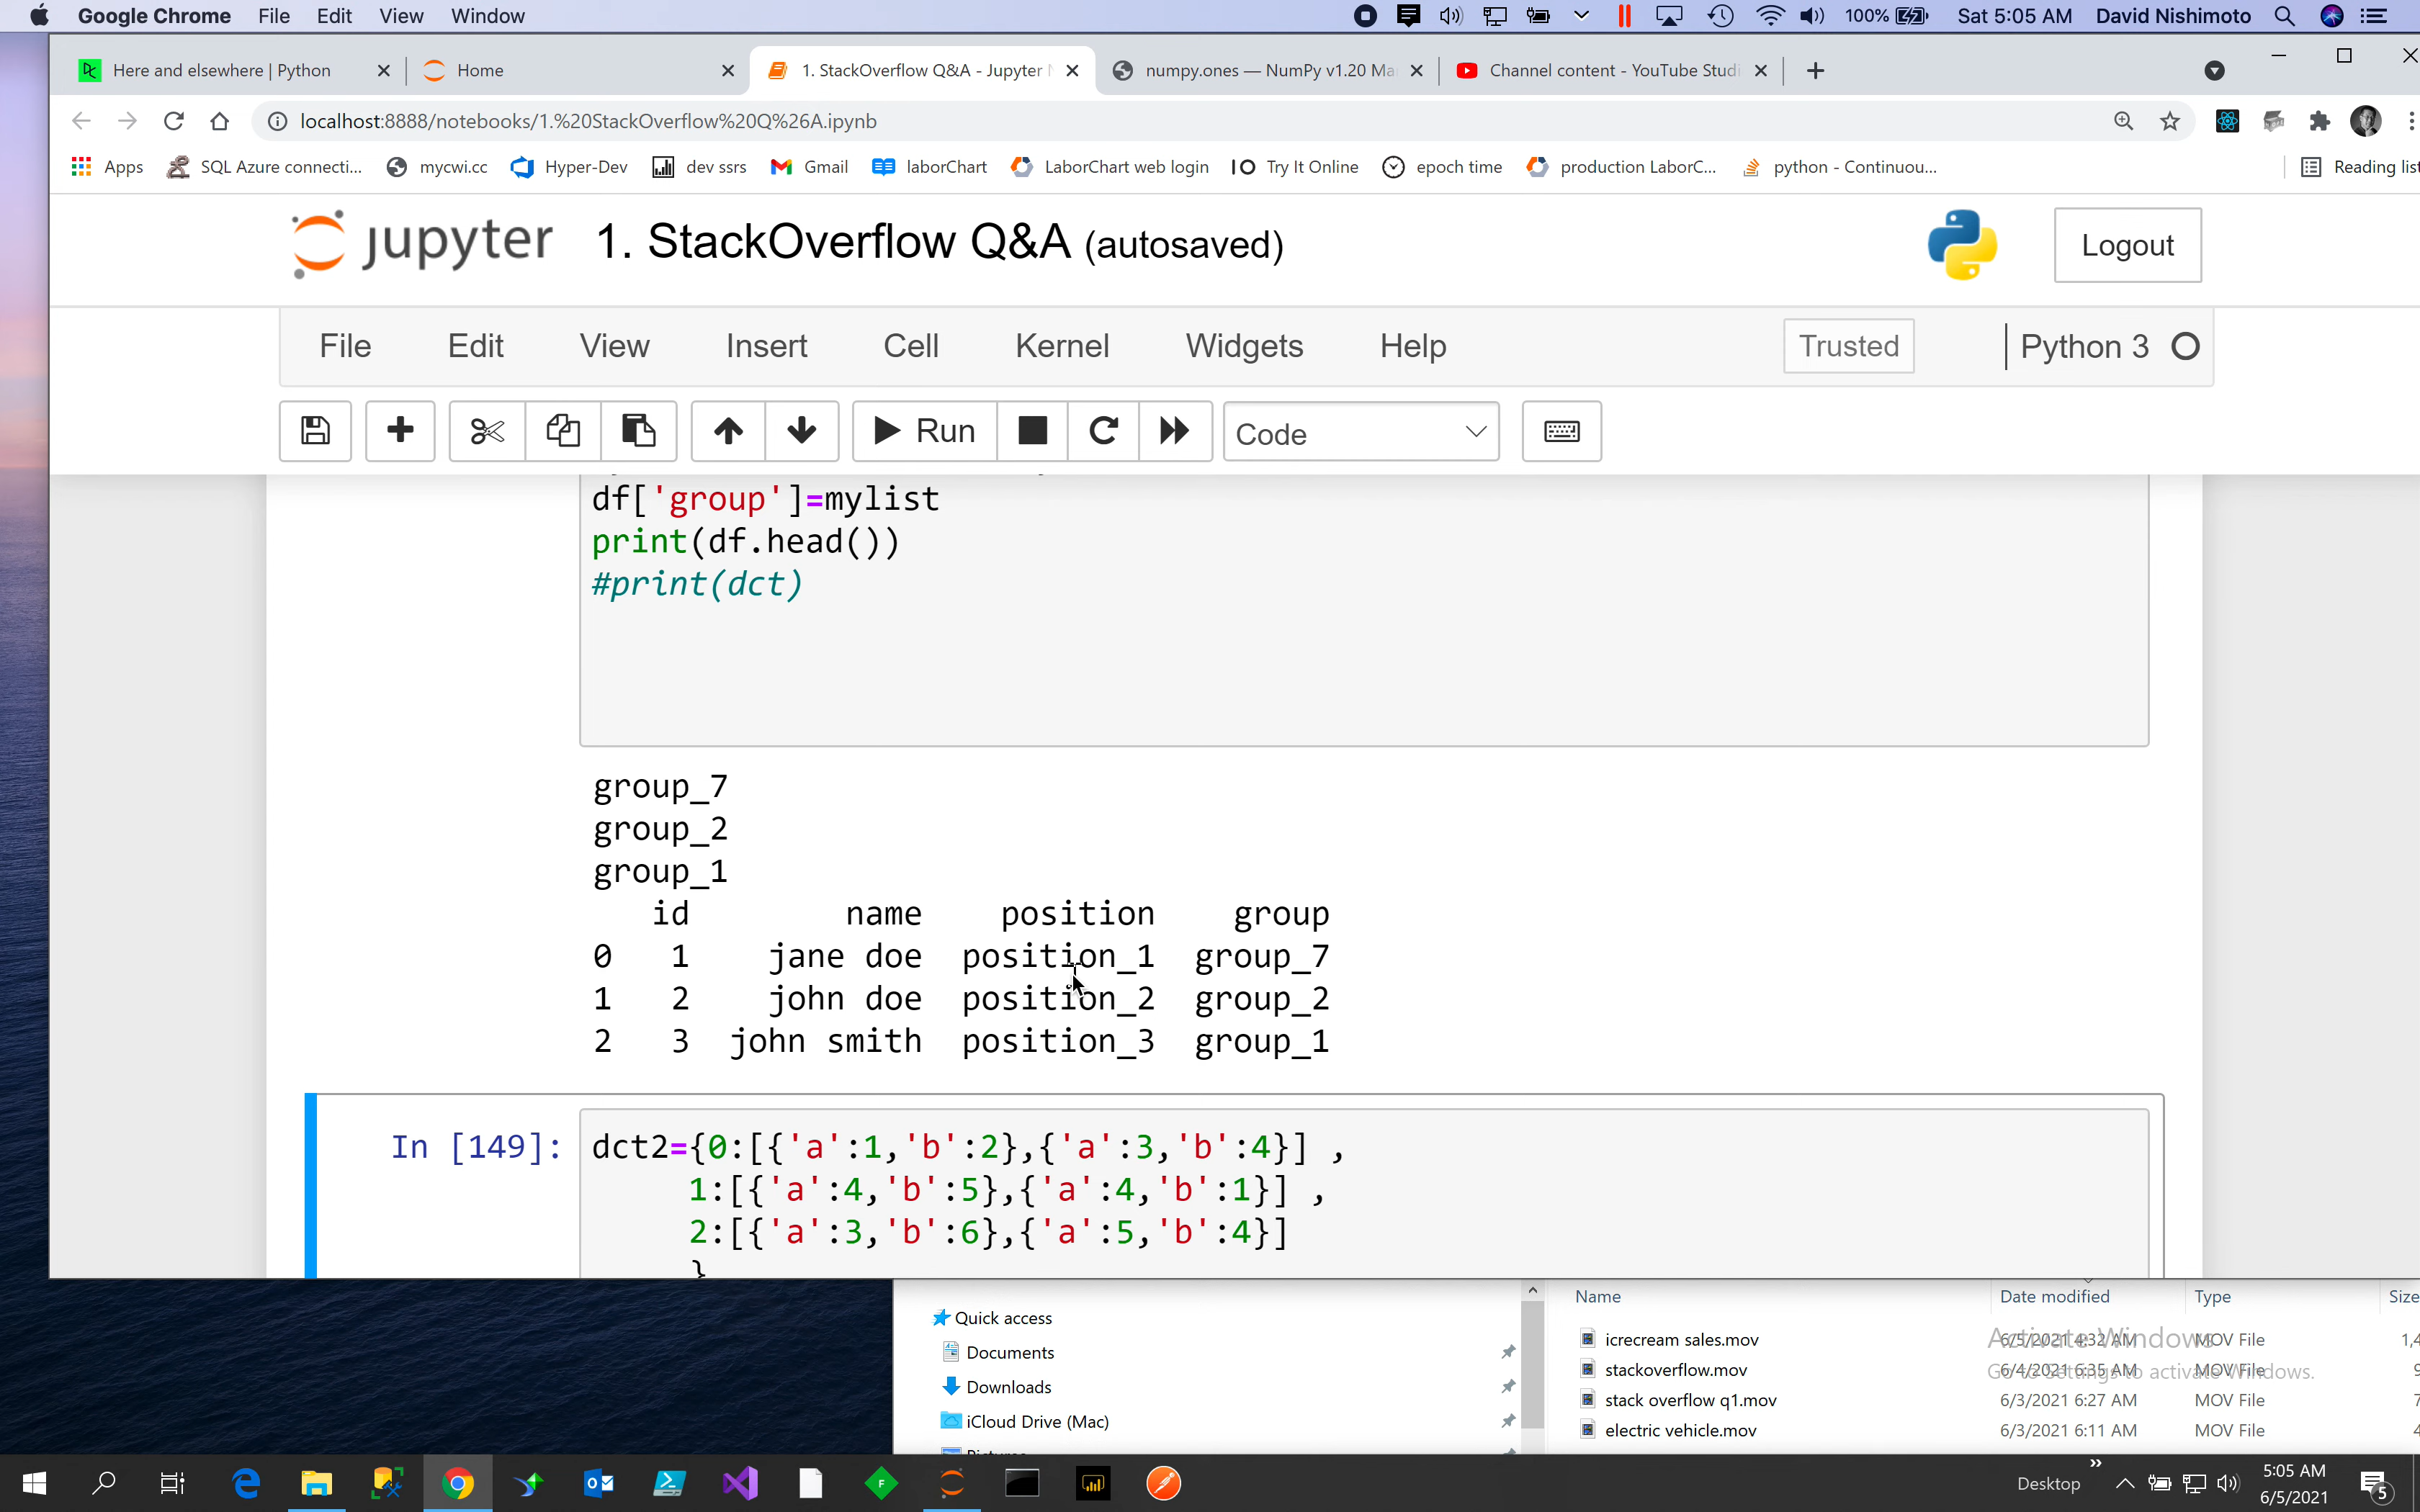 Google Chrome File Edit View Window 100% Sat 5:05 AM David Nishimoto
Here and elsewhere | Python
Home
1. StackOverflow Q&A - Jupyter
numpy.ones — NumPy v1.20 Ma
Channel content - YouTube Studi
localhost:8888/notebooks/1.%20StackOverflow%20Q%26A.ipynb
Apps SQL Azure connecti... mycwi.cc Hyper-Dev dev ssrs Gmail laborChart LaborChart web login Try It Online epoch time production LaborC... python - Continuou... Reading list
jupyter 1. StackOverflow Q&A (autosaved) Logout
File Edit View Insert Cell Kernel Widgets Help Trusted Python 3
Run Code
df['group']=mylist
print(df.head())
#print(dct)
group_7
group_2
group_1
id name position group
0 1 jane doe position_1 group_7
1 2 john doe position_2 group_2
2 3 john smith position_3 group_1
In [149]: dct2={0:[{'a':1,'b':2},{'a':3,'b':4}] ,
1:[{'a':4,'b':5},{'a':4,'b':1}] ,
2:[{'a':3,'b':6},{'a':5,'b':4}]
}
Quick access
Documents
Downloads
iCloud Drive (Mac)
Pictures
Name Date modified Type Size
icrecream sales.mov 6/5/2021 4:32 AM MOV File
stackoverflow.mov 6/4/2021 6:35 AM MOV File
stack overflow q1.mov 6/3/2021 6:27 AM MOV File
electric vehicle.mov 6/3/2021 6:11 AM MOV File
Activate Windows
Go to Settings to activate Windows.
Desktop
5:05 AM
6/5/2021
5